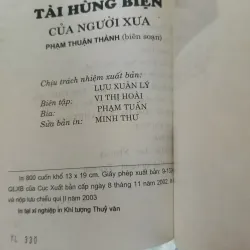 TÀI HÙNG BIỆN
CỦA NGƯỜI XƯA
PHẠM THUẬN THÀNH (biên soạn)
Chịu trách nhiệm xuất bản:
LƯU XUÂN LÝ
Biên tập: VI THỊ HOÀI
Bìa: PHẠM TUẤN
Sửa bản in: MINH THƯ
In 800 cuốn khổ 13 x 19 cm, Giấy phép xuất bản:
GLXB của Cục Xuất bản cấp ngày 8 tháng 11 năm 2002.
và nộp lưu chiểu quí II năm 2003
In tại xí nghiệp in Khí tượng Thuỷ văn